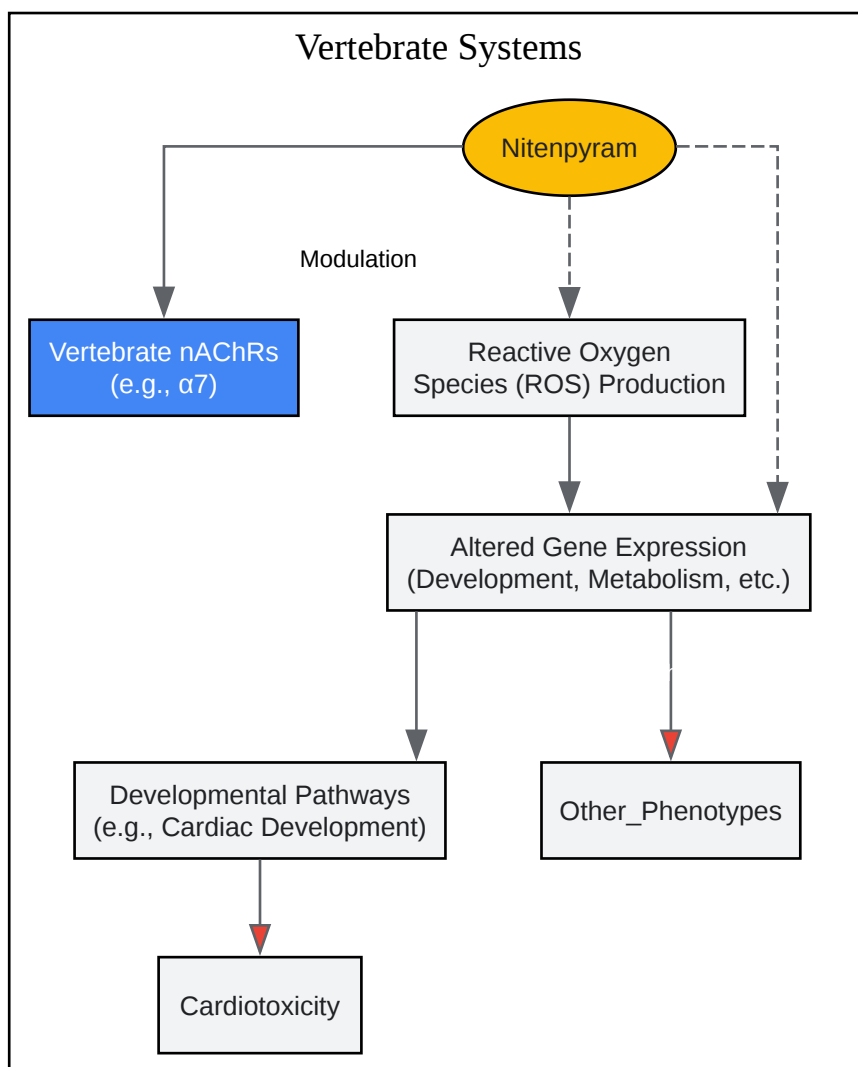 Vertebrate Systems
Nitenpyram
Modulation
Vertebrate nAChRs
(e.g., α7)
Reactive Oxygen
Species (ROS) Production
Altered Gene Expression
(Development, Metabolism, etc.)
Developmental Pathways
(e.g., Cardiac Development)
Other_Phenotypes
Cardiotoxicity